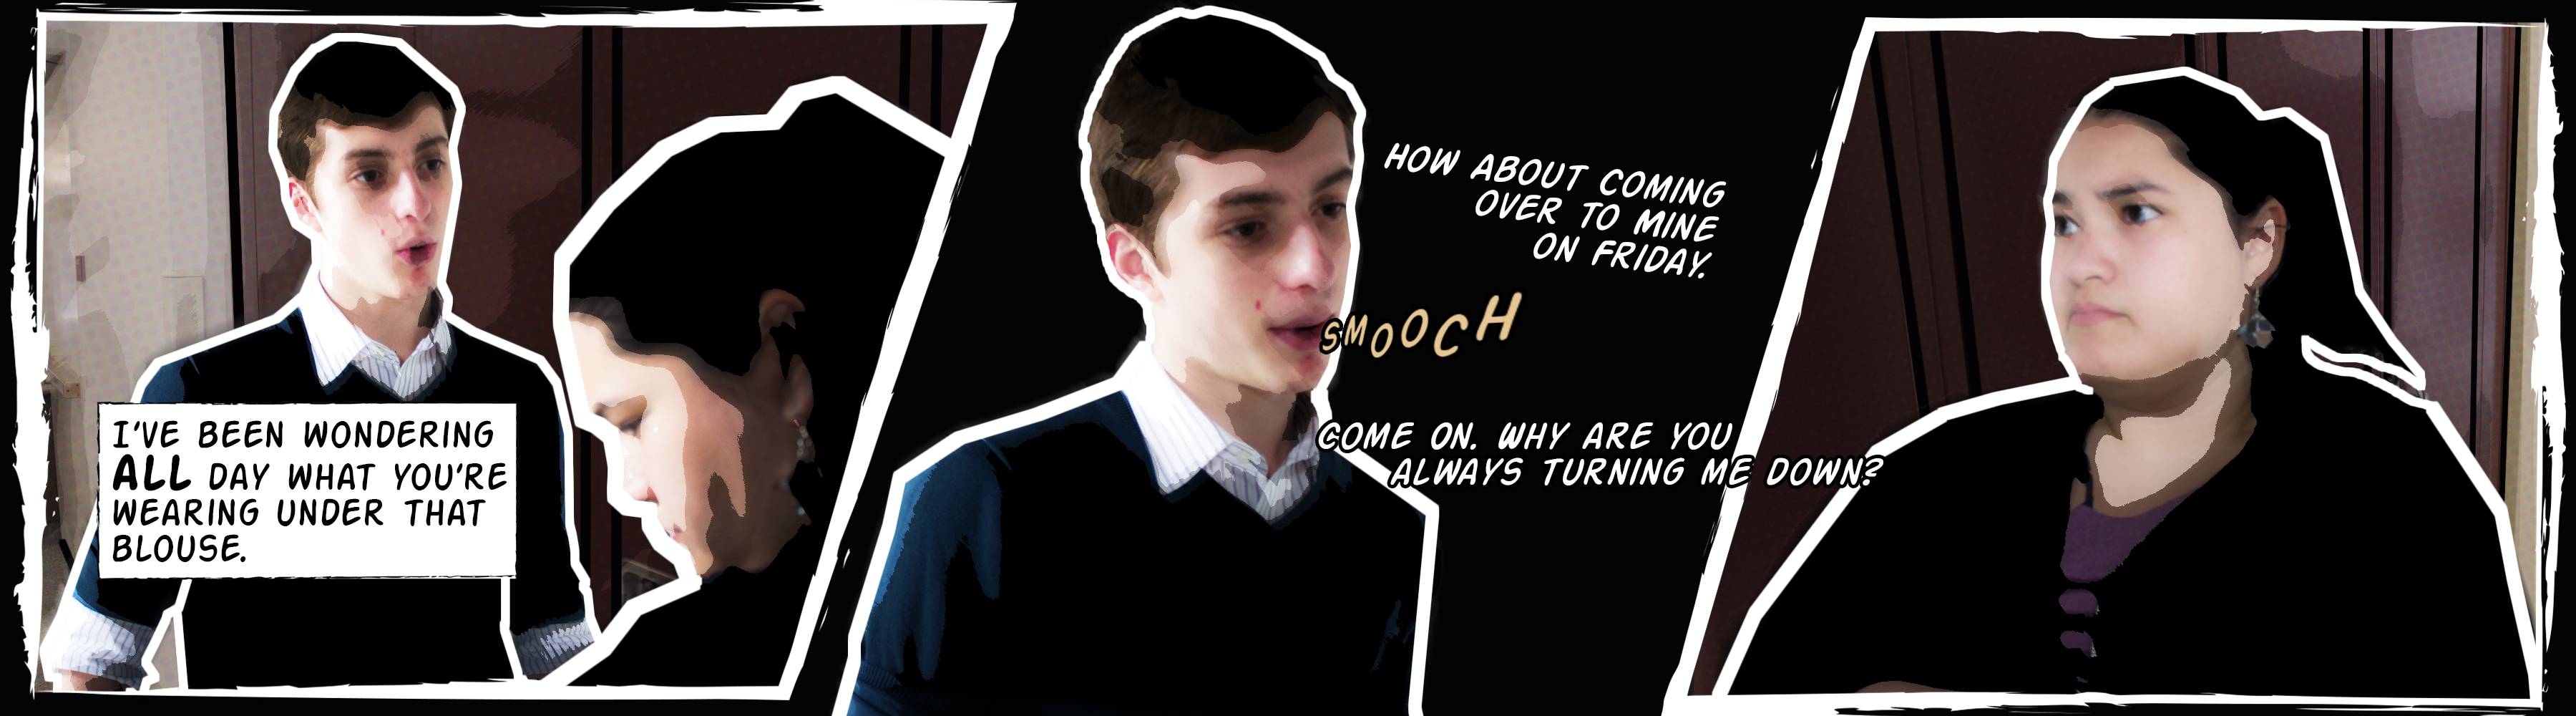 I'VE BEEN WONDERING
ALL DAY WHAT YOU'RE
WEARING UNDER THAT
BLOUSE.
HOW ABOUT COMING
OVER TO MINE
ON FRIDAY.
SMOOCH
COME ON. WHY ARE YOU
ALWAYS TURNING ME DOWN?